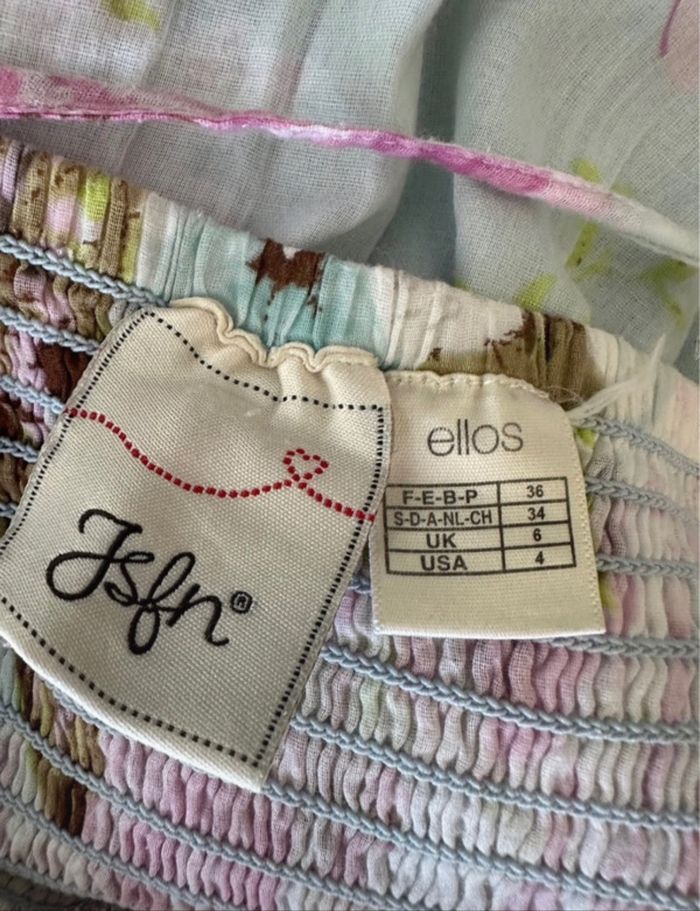 Jsfn®
ellos
F-E-B-P 36
S-D-A-NL-CH 34
UK 6
USA 4